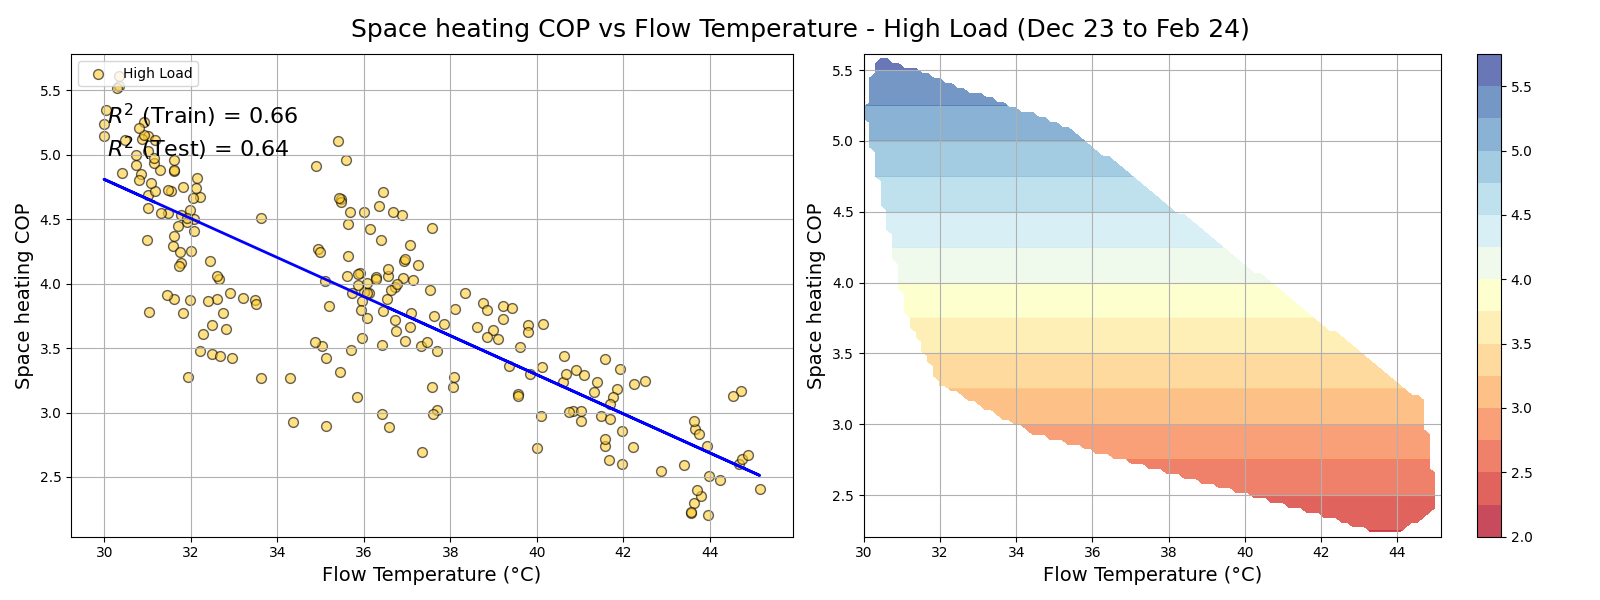 Space heating COP vs Flow Temperature - High Load (Dec 23 to Feb 24)
High Load
R² (Train) = 0.66
R² (Test) = 0.64
Space heating COP
5.5
5.0
4.5
4.0
3.5
3.0
2.5
30 32 34 36 38 40 42 44
Flow Temperature (°C)
Space heating COP
5.5
5.0
4.5
4.0
3.5
3.0
2.5
30 32 34 36 38 40 42 44
Flow Temperature (°C)
5.5
5.0
4.5
4.0
3.5
3.0
2.5
2.0